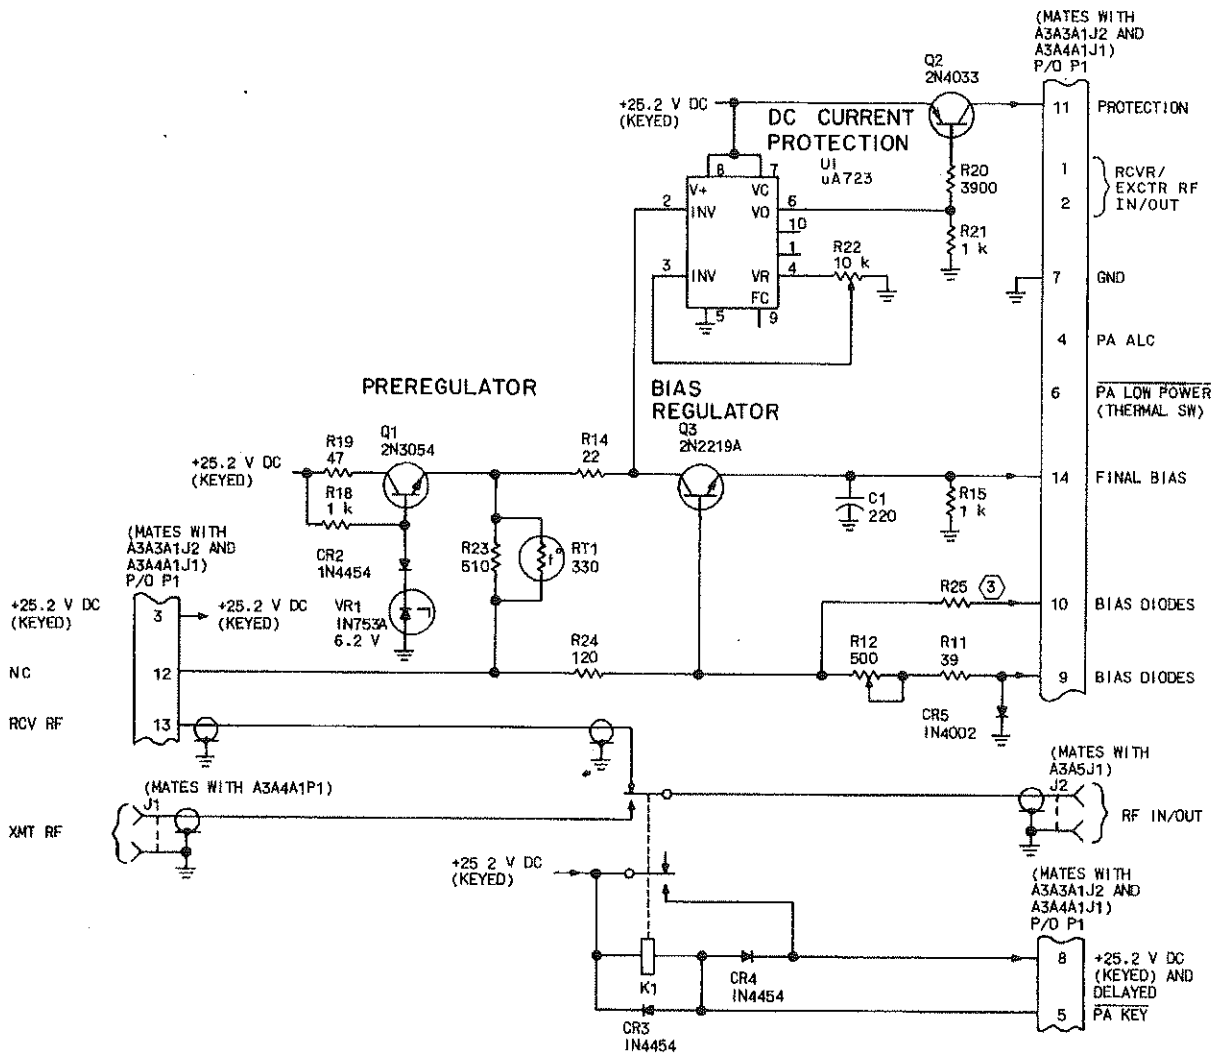 (MATES WITH
A3A3A1J2 AND
A3A4A1J1)
P/O P1
Q2
2N4033
+25.2 V DC
(KEYED)
DC CURRENT
PROTECTION
U1
uA723
11
PROTECTION
8
7
V+
VC
2
INV
VO
6
10
1
3
INV
VR
4
FC
5
9
R20
3900
R21
1 k
R22
10 k
1
2
RCVR/
EXCTR RF
IN/OUT
7
GND
4
PA ALC
6
PA LOW POWER
(THERMAL SW)
PREREGULATOR
BIAS
REGULATOR
Q1
2N3054
Q3
2N2219A
+25.2 V DC
(KEYED)
R19
47
R18
1 k
R14
22
14
FINAL BIAS
C1
220
R15
1 k
CR2
1N4454
VR1
IN753A
6.2 V
R23
510
t°
RT1
330
(MATES WITH
A3A3A1J2 AND
A3A4A1J1)
P/O P1
+25.2 V DC
(KEYED)
3
+25.2 V DC
(KEYED)
R25
3
10
BIAS DIODES
NC
12
R24
120
R12
500
R11
39
9
BIAS DIODES
CR5
IN4002
RCV RF
13
(MATES WITH A3A4A1P1)
J1
XMT RF
(MATES WITH
A3A5J1)
J2
RF IN/OUT
+25 2 V DC
(KEYED)
K1
CR4
IN4454
CR3
IN4454
(MATES WITH
A3A3A1J2 AND
A3A4A1J1)
P/O P1
8
+25.2 V DC
(KEYED) AND
DELAYED
5
PA KEY